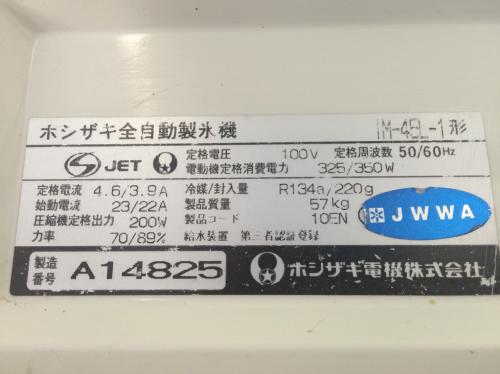 ホシザキ全自動製氷機 IM-45L-1形
JET 定格電圧 100V 定格周波数 50/60Hz
電動機定格消費電力 325/350W
定格電流 4.6/3.9A 冷媒/封入量 R134a/220g
始動電流 23/22A 製品質量 57kg
圧縮機定格出力 200W 製品コード 10EN
力率 70/89% 給水装置 第三者認証登録
JWWA
製造番号 A14825 ホシザキ電機株式会社